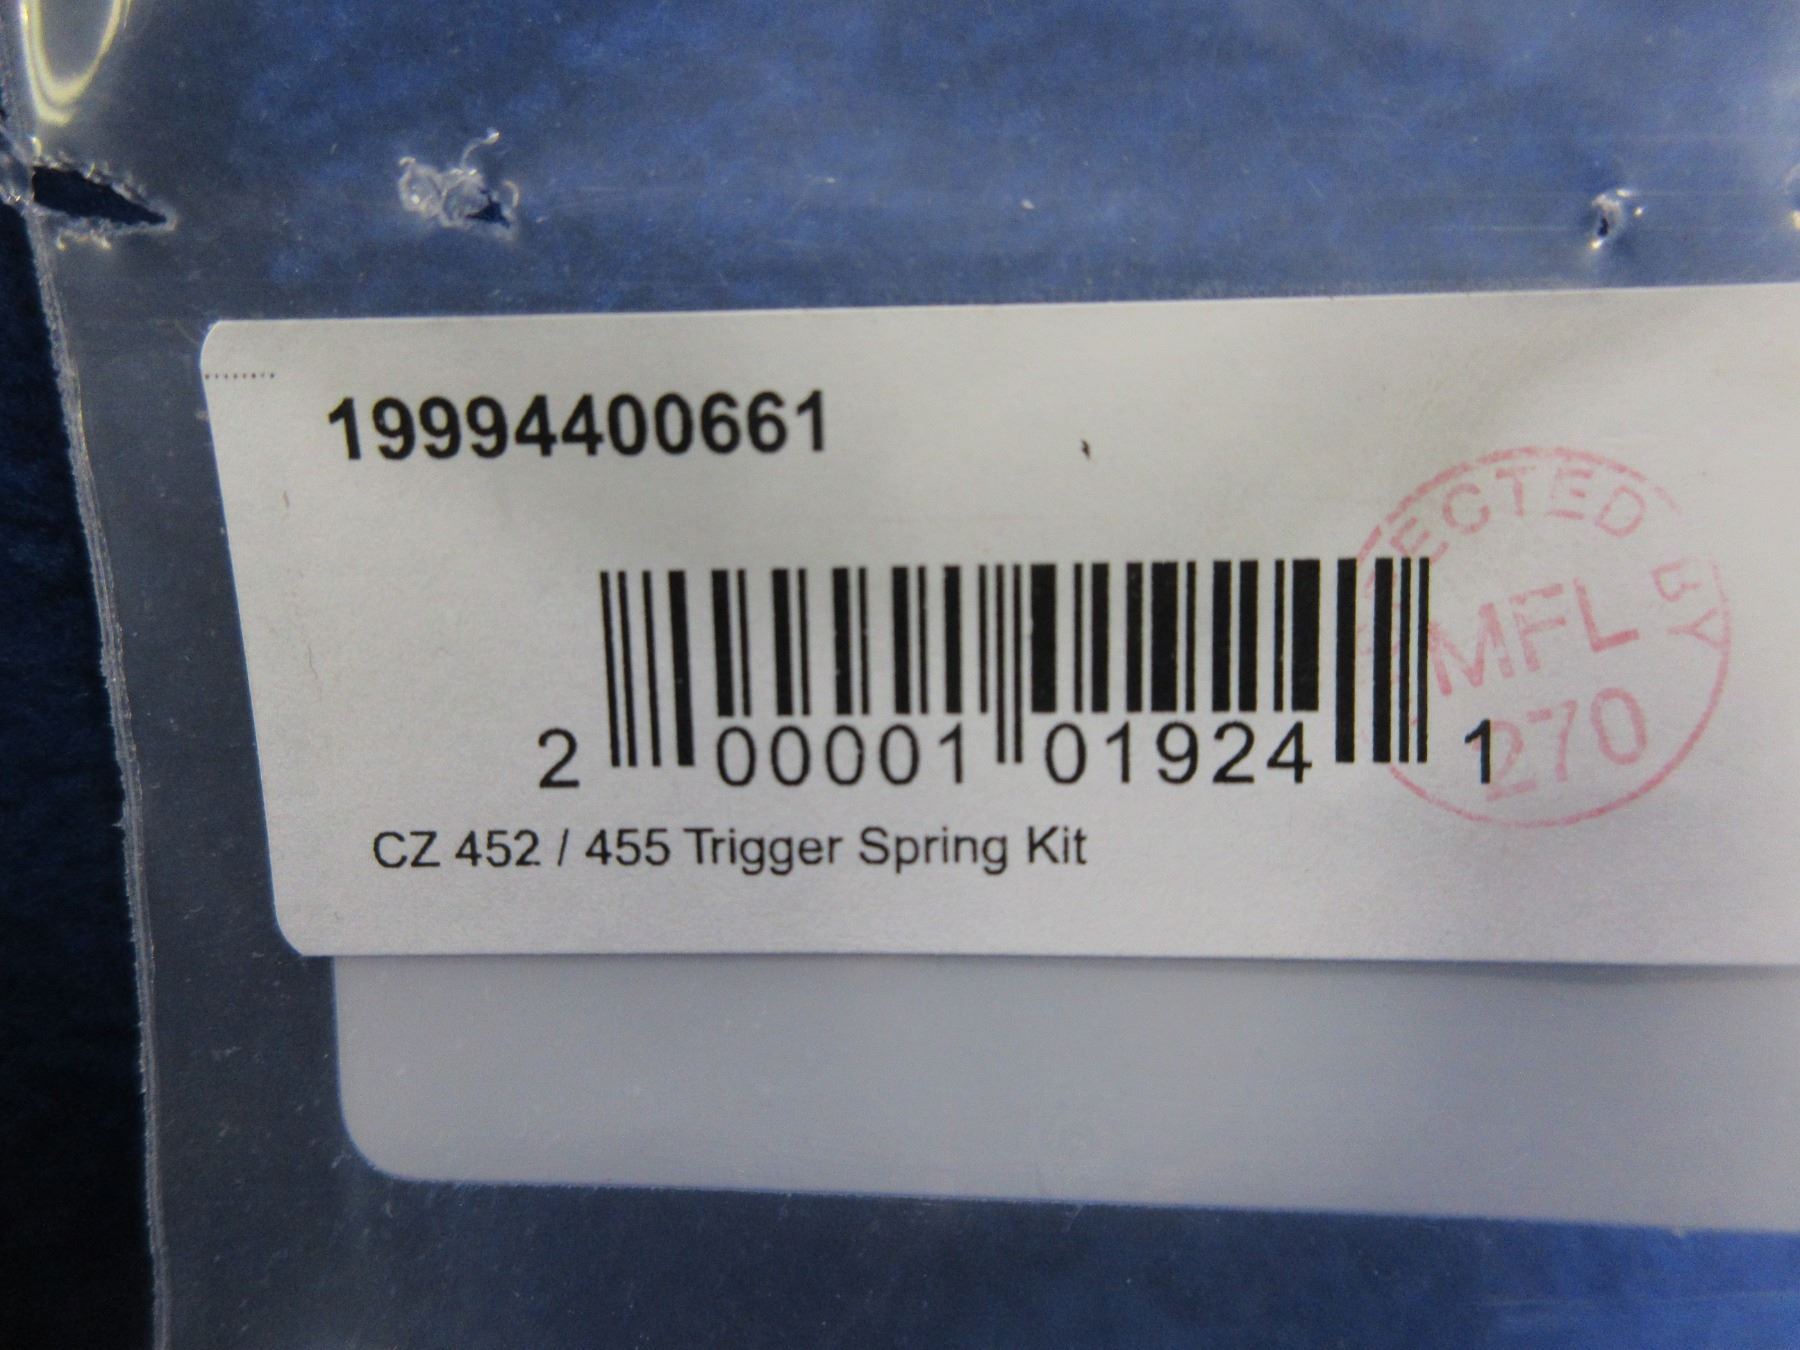 19994400661
2 00001 01924 1
CZ 452 / 455 Trigger Spring Kit
ECTED BY
MFL
270